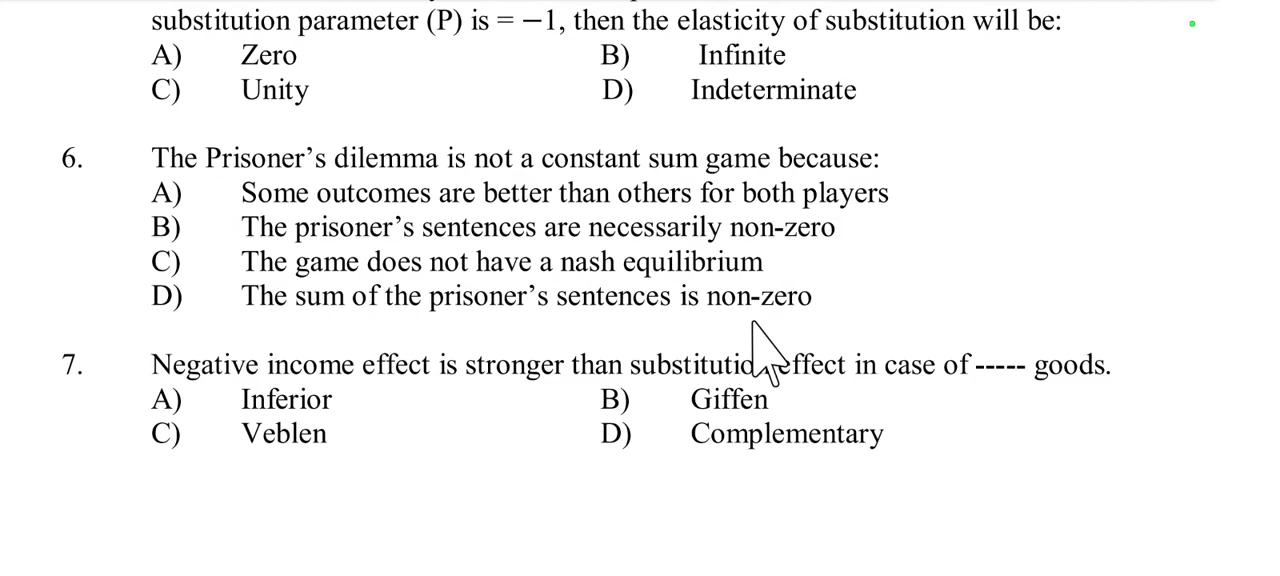 substitution parameter (P) is = −1, then the elasticity of substitution will be:
A) Zero B) Infinite
C) Unity D) Indeterminate
6. The Prisoner’s dilemma is not a constant sum game because:
A) Some outcomes are better than others for both players
B) The prisoner’s sentences are necessarily non-zero
C) The game does not have a nash equilibrium
D) The sum of the prisoner’s sentences is non-zero
7. Negative income effect is stronger than substitution effect in case of ----- goods.
A) Inferior B) Giffen
C) Veblen D) Complementary